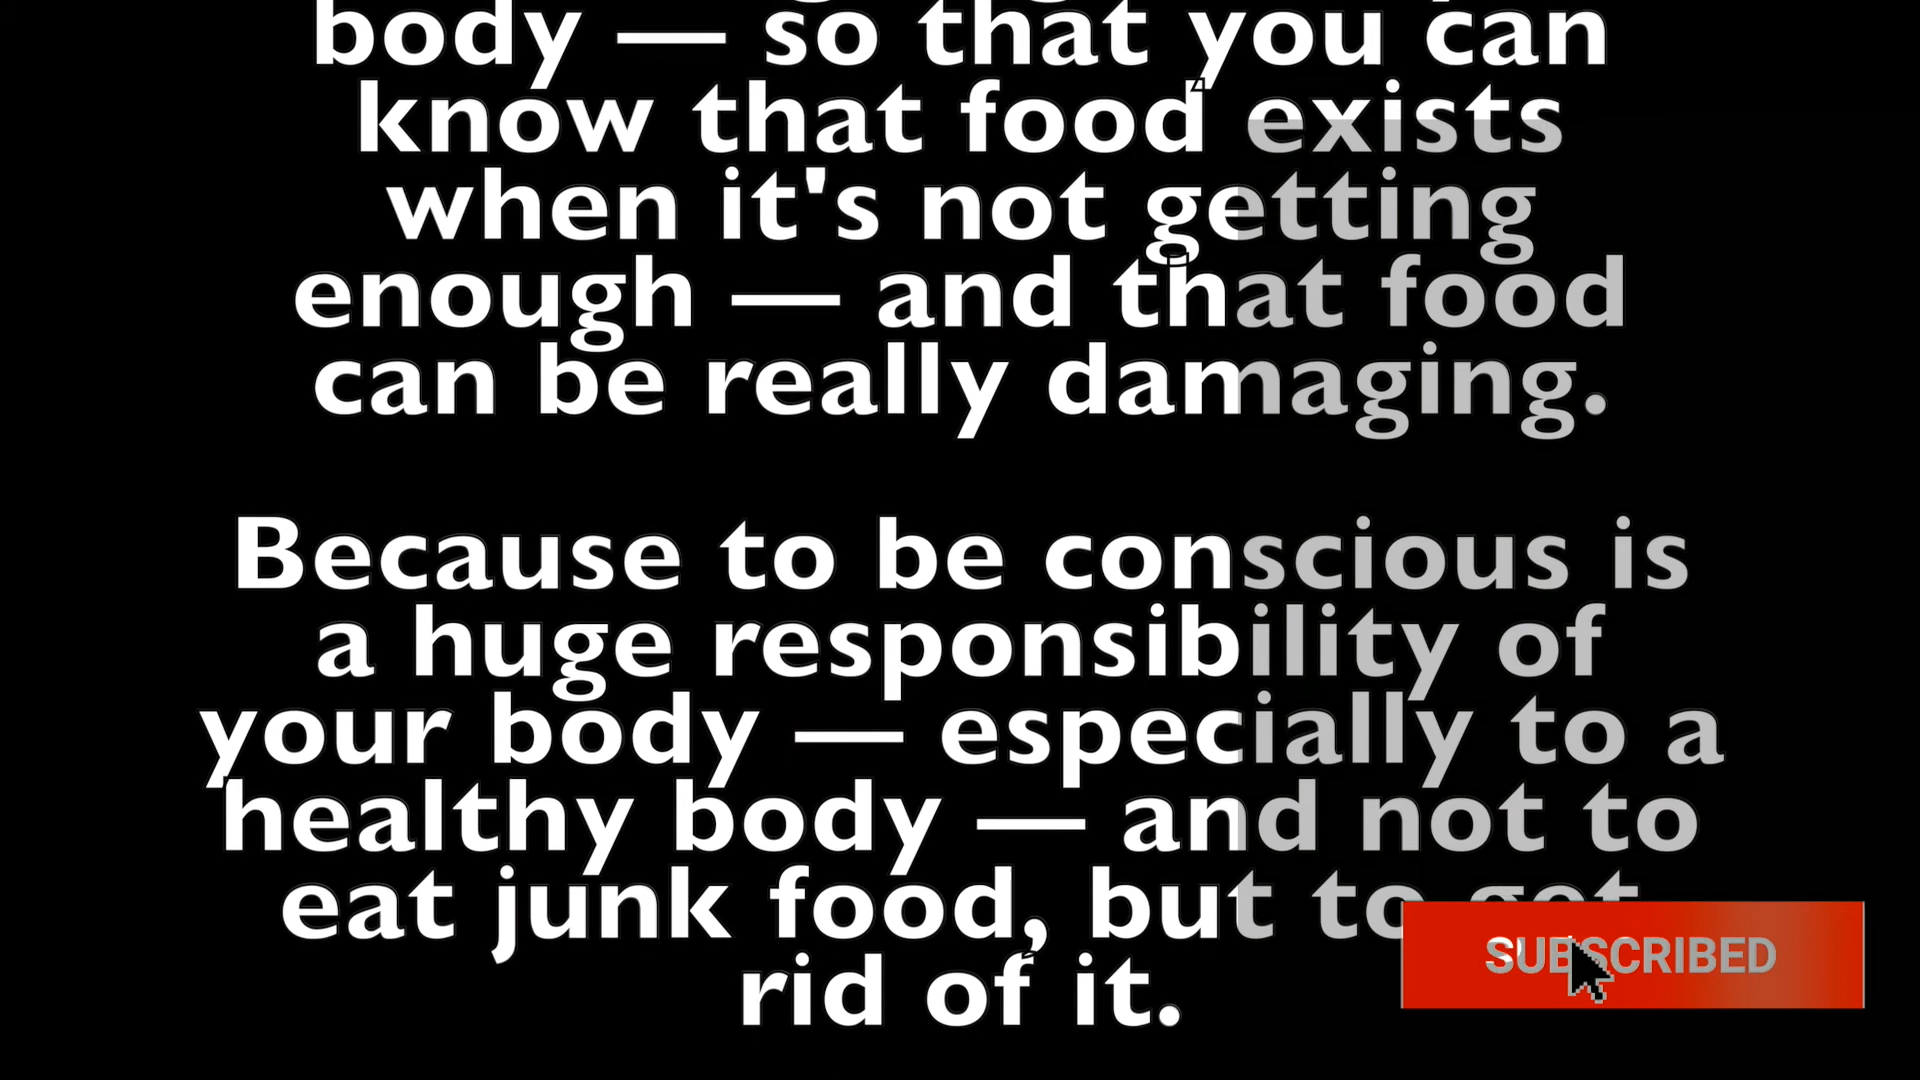 body — so that you can
know that food exists
when it's not getting
enough — and that food
can be really damaging.
Because to be conscious is
a huge responsibility of
your body — especially to a
healthy body — and not to
eat junk food, but to get
rid of it.
SUBSCRIBED